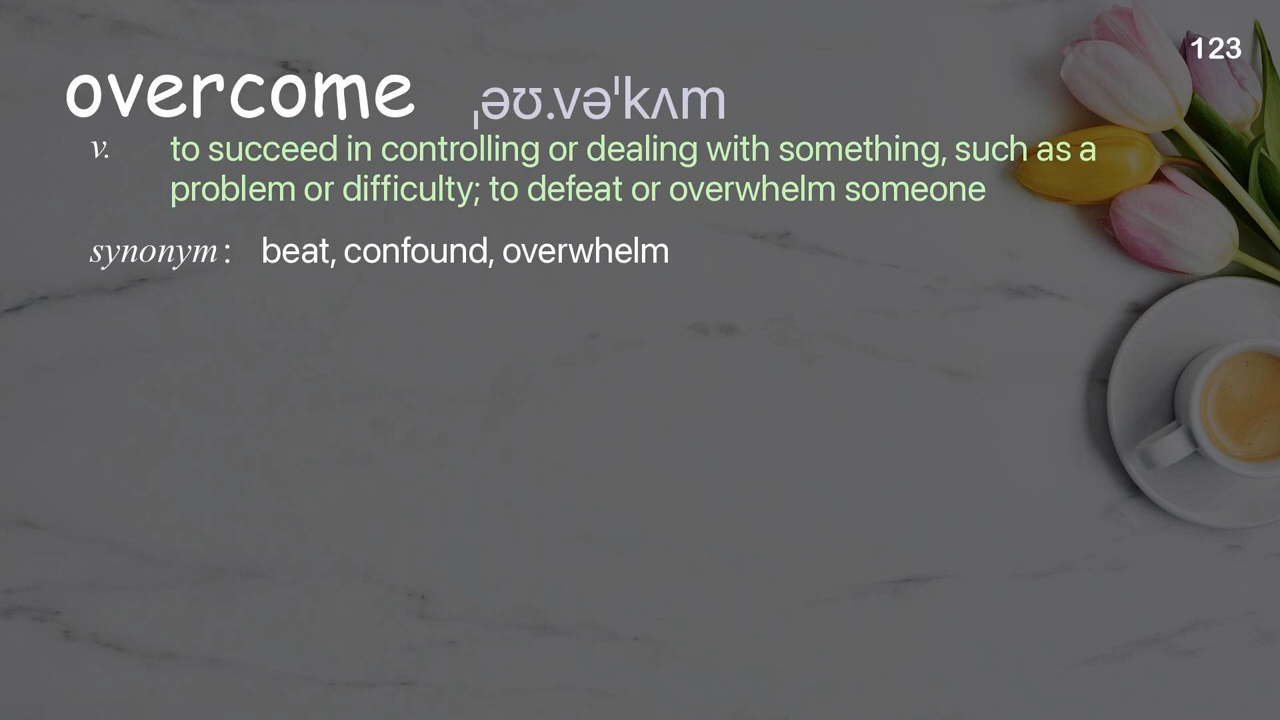 123
overcome ˌəʊ.vəˈkʌm
v. to succeed in controlling or dealing with something, such as a
problem or difficulty; to defeat or overwhelm someone
synonym: beat, confound, overwhelm